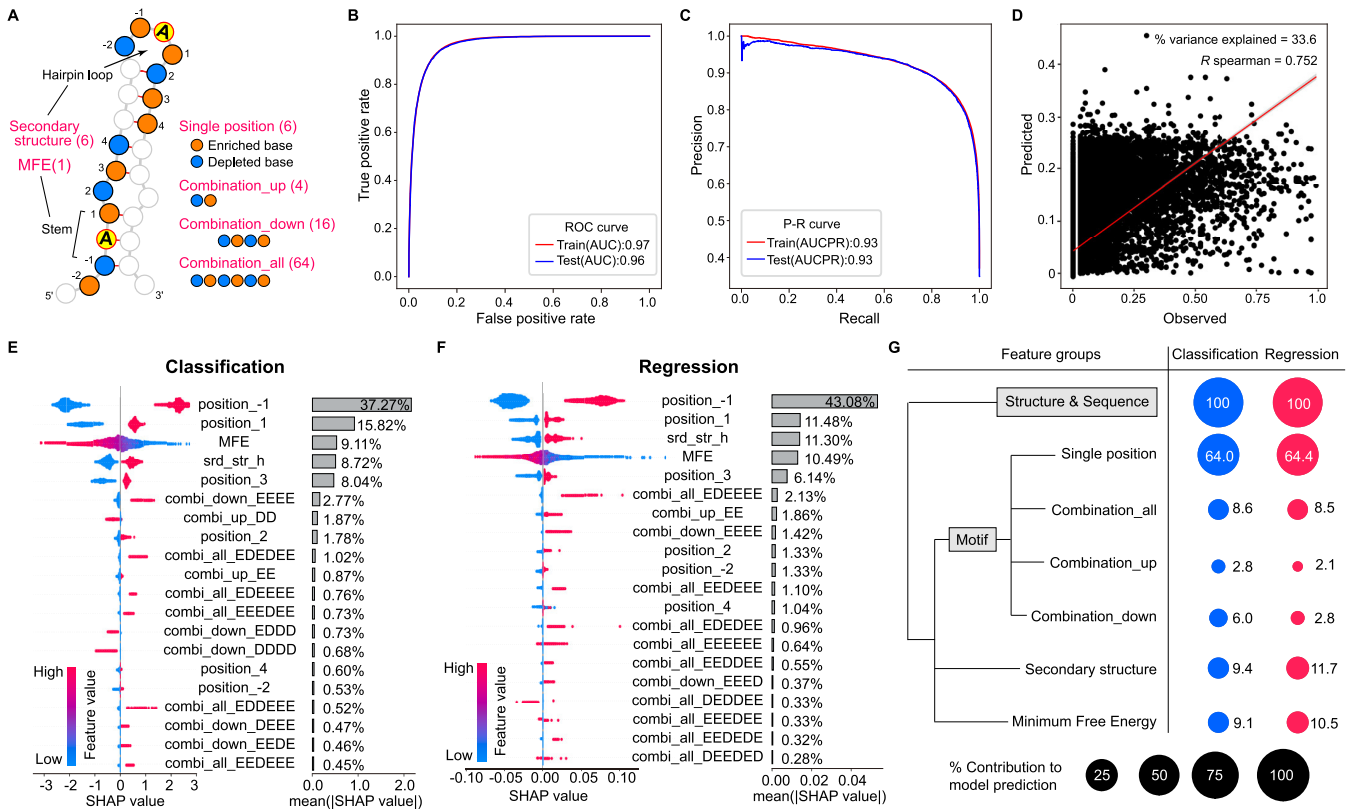 A
-1
A
-2
1
Hairpin loop
2
3
Secondary
structure (6)
4
4
MFE(1)
3
2
1
Stem
A
-1
-2
5'
3'
Single position (6)
Enriched base
Depleted base
Combination_up (4)
Combination_down (16)
Combination_all (64)
B
True positive rate
1.0
0.8
0.6
0.4
0.2
0.0
ROC curve
Train(AUC):0.97
Test(AUC):0.96
0.0 0.2 0.4 0.6 0.8 1.0
False positive rate
C
Precision
1.0
0.9
0.8
0.7
0.6
0.5
0.4
P-R curve
Train(AUCPR):0.93
Test(AUCPR):0.93
0.0 0.2 0.4 0.6 0.8 1.0
Recall
D
% variance explained = 33.6
R spearman = 0.752
Predicted
0.4
0.3
0.2
0.1
0
0 0.25 0.50 0.75 1.0
Observed
E
Classification
position_-1 37.27%
position_1 15.82%
MFE 9.11%
srd_str_h 8.72%
position_3 8.04%
combi_down_EEEE 2.77%
combi_up_DD 1.87%
position_2 1.78%
combi_all_EDEDEE 1.02%
combi_up_EE 0.87%
combi_all_EDEEEE 0.76%
combi_all_EEEDEE 0.73%
combi_down_EDDD 0.73%
combi_down_DDDD 0.68%
position_4 0.60%
position_-2 0.53%
combi_all_EDDEEE 0.52%
combi_down_DEEE 0.47%
combi_down_EEDE 0.46%
combi_all_EEDEEE 0.45%
High
Feature value
Low
-3 -2 -1 0 1 2 3
SHAP value
0.0 1.0 2.0
mean(|SHAP value|)
F
Regression
position_-1 43.08%
position_1 11.48%
srd_str_h 11.30%
MFE 10.49%
position_3 6.14%
combi_all_EDEEEE 2.13%
combi_up_EE 1.86%
combi_down_EEEE 1.42%
position_2 1.33%
position_-2 1.33%
combi_all_EEDEEE 1.10%
position_4 1.04%
combi_all_EDEDEE 0.96%
combi_all_EEEEEE 0.64%
combi_all_EEDDEE 0.55%
combi_down_EEED 0.37%
combi_all_DEDDEE 0.33%
combi_all_EEEDEE 0.33%
combi_all_EEDEDE 0.32%
combi_all_DEEDED 0.28%
High
Feature value
Low
-0.10 -0.05 0.00 0.05 0.10
SHAP value
0.00 0.02 0.04
mean(|SHAP value|)
G
Feature groups Classification Regression
Structure & Sequence 100 100
Single position 64.0 64.4
Combination_all 8.6 8.5
Motif
Combination_up 2.8 2.1
Combination_down 6.0 2.8
Secondary structure 9.4 11.7
Minimum Free Energy 9.1 10.5
% Contribution to
model prediction
25 50 75 100